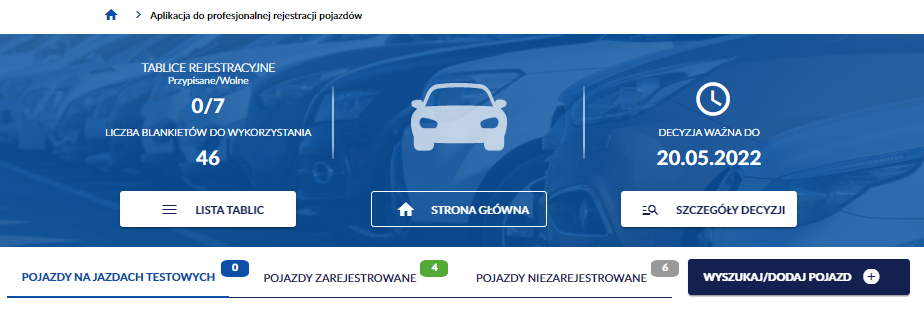 Aplikacja do profesjonalnej rejestracji pojazdów
TABLICE REJESTRACYJNE
Przypisane/Wolne
0/7
LICZBA BLANKIETÓW DO WYKORZYSTANIA
46
DECYZJA WAŻNA DO
20.05.2022
LISTA TABLIC
STRONA GŁÓWNA
SZCZEGÓŁY DECYZJI
POJAZDY NA JAZDACH TESTOWYCH 0
POJAZDY ZAREJESTROWANE 4
POJAZDY NIEZAREJESTROWANE 6
WYSZUKAJ/DODAJ POJAZD